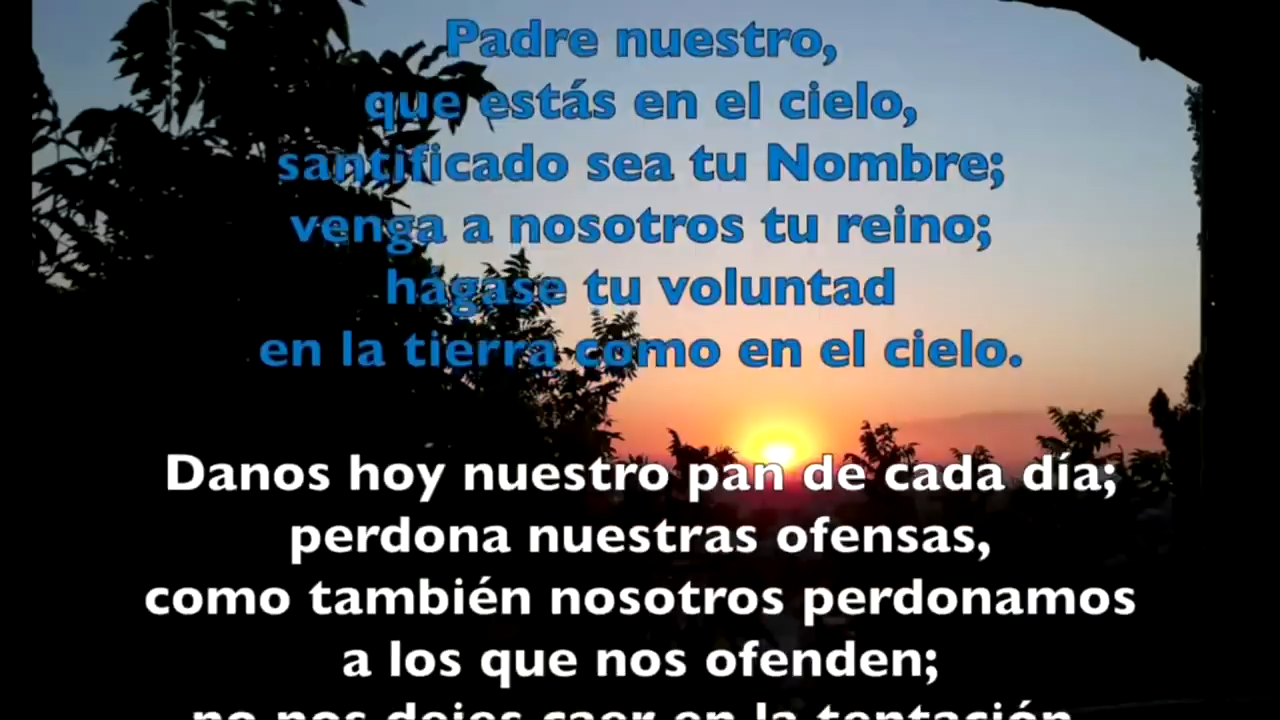 Padre nuestro,
que estás en el cielo,
santificado sea tu Nombre;
venga a nosotros tu reino;
hágase tu voluntad
en la tierra como en el cielo.
Danos hoy nuestro pan de cada día;
perdona nuestras ofensas,
como también nosotros perdonamos
a los que nos ofenden;
no nos dejes caer en la tentación